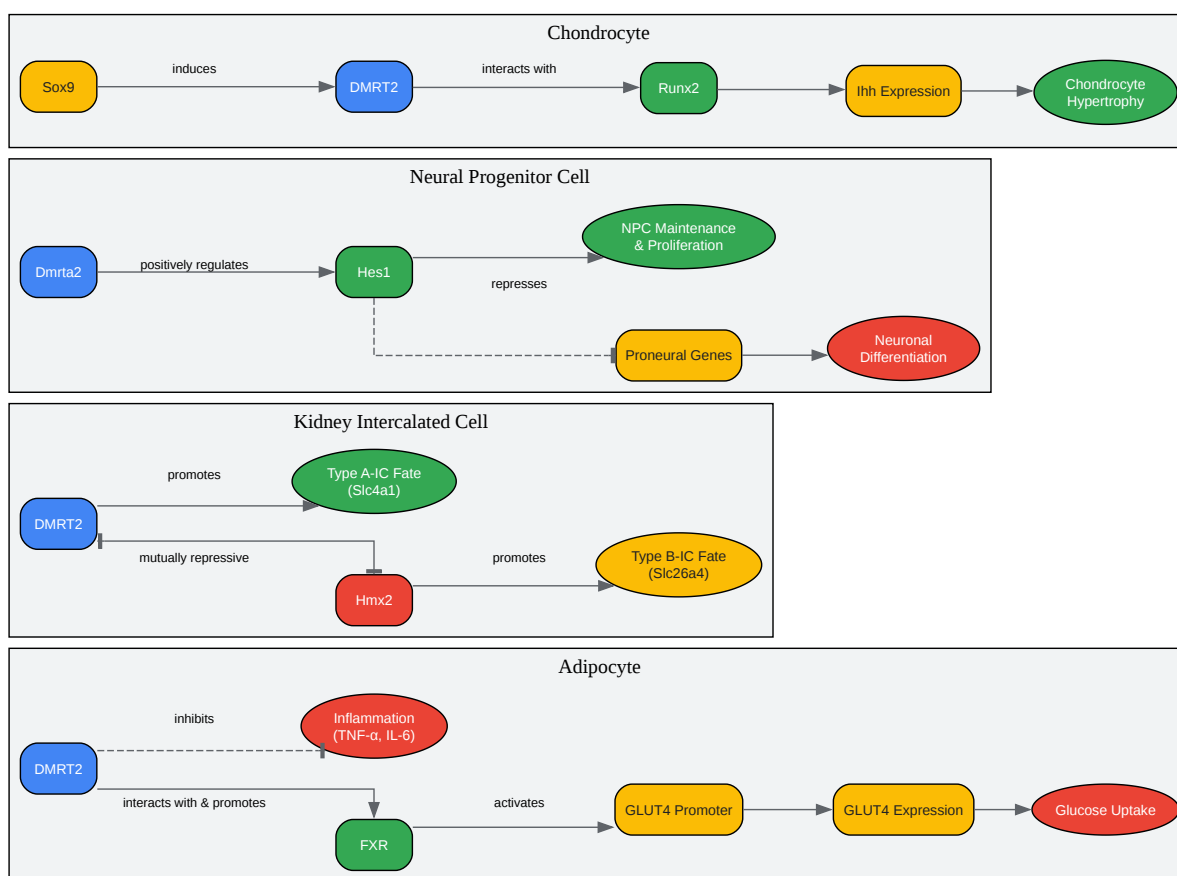 Chondrocyte
Sox9
induces
DMRT2
interacts with
Runx2
Ihh Expression
Chondrocyte
Hypertrophy
Neural Progenitor Cell
Dmrta2
positively regulates
Hes1
NPC Maintenance
& Proliferation
represses
Proneural Genes
Neuronal
Differentiation
Kidney Intercalated Cell
DMRT2
promotes
Type A-IC Fate
(Slc4a1)
mutually repressive
Hmx2
promotes
Type B-IC Fate
(Slc26a4)
Adipocyte
DMRT2
inhibits
Inflammation
(TNF-α, IL-6)
interacts with & promotes
FXR
activates
GLUT4 Promoter
GLUT4 Expression
Glucose Uptake